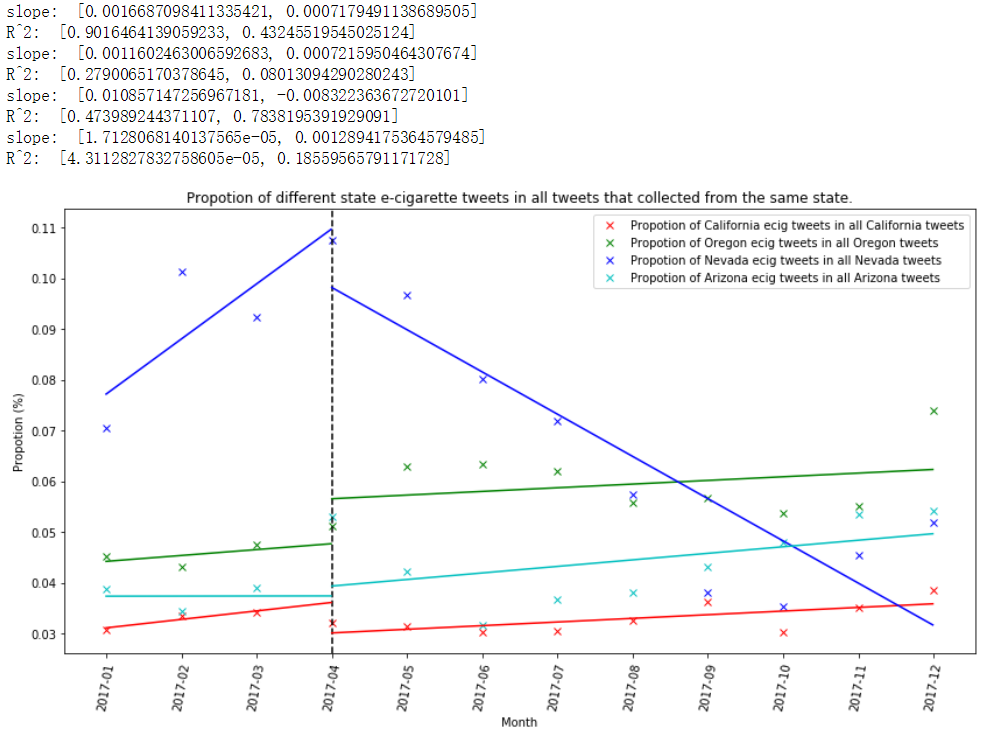 slope:  [0.0016687098411335421, 0.0007179491138689505]
R^2:  [0.9016464139059233, 0.43245519545025124]
slope:  [0.0011602463006592683, 0.0007215950464307674]
R^2:  [0.2790065170378645, 0.08013094290280243]
slope:  [0.010857147256967181, -0.008322363672720101]
R^2:  [0.473989244371107, 0.7838195391929091]
slope:  [1.7128068140137565e-05, 0.0012894175364579485]
R^2:  [4.3112827832758605e-05, 0.18559565791171728]
Propotion of different state e-cigarette tweets in all tweets that collected from the same state.
Propotion of California ecig tweets in all California tweets
Propotion of Oregon ecig tweets in all Oregon tweets
Propotion of Nevada ecig tweets in all Nevada tweets
Propotion of Arizona ecig tweets in all Arizona tweets
Propotion (%)
0.11
0.10
0.09
0.08
0.07
0.06
0.05
0.04
0.03
2017-01
2017-02
2017-03
2017-04
2017-05
2017-06
2017-07
2017-08
2017-09
2017-10
2017-11
2017-12
Month